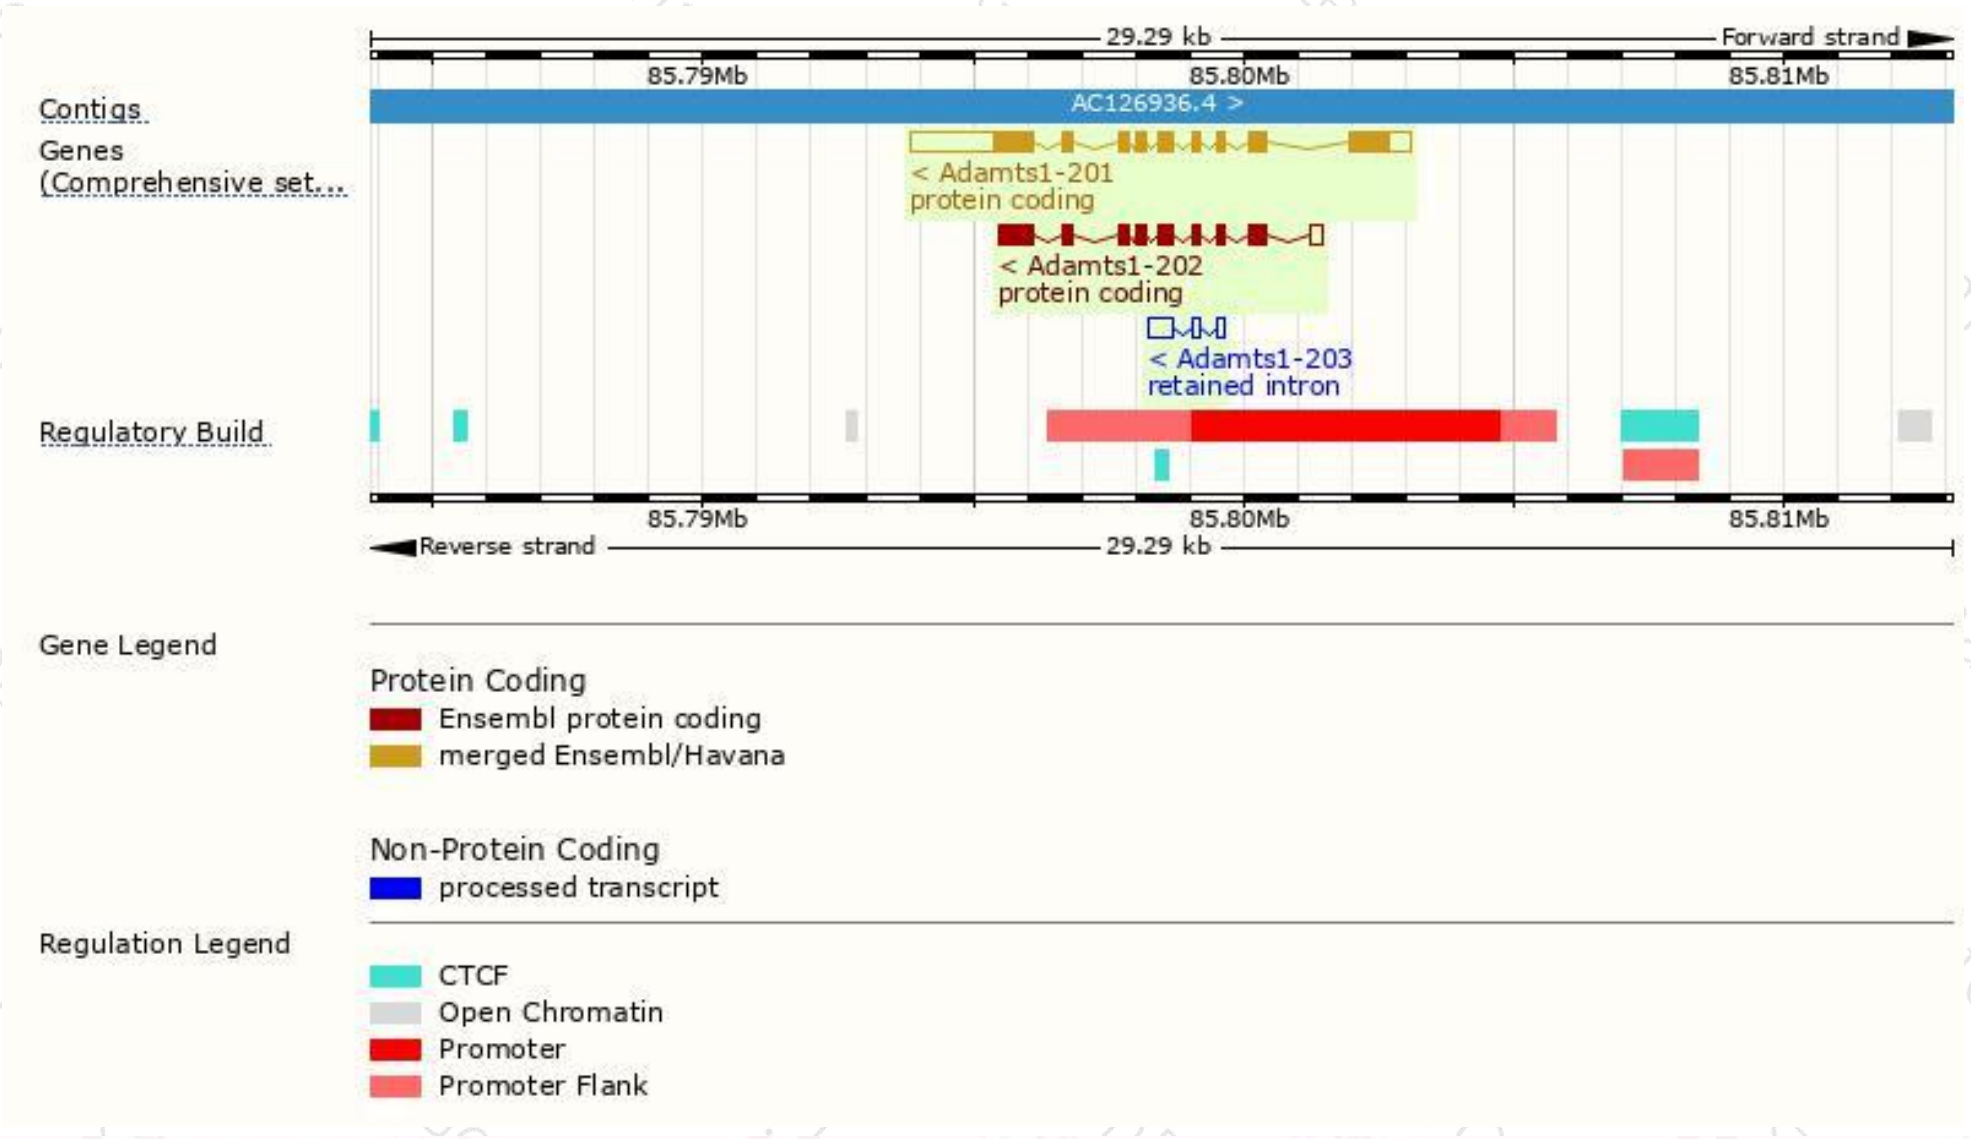 29.29 kb
Forward strand
85.79Mb 85.80Mb 85.81Mb
Contigs
AC126936.4 >
Genes
(Comprehensive set...
< Adamts1-201
protein coding
< Adamts1-202
protein coding
< Adamts1-203
retained intron
Regulatory Build
85.79Mb 85.80Mb 85.81Mb
Reverse strand
29.29 kb
Gene Legend
Protein Coding
Ensembl protein coding
merged Ensembl/Havana
Non-Protein Coding
processed transcript
Regulation Legend
CTCF
Open Chromatin
Promoter
Promoter Flank